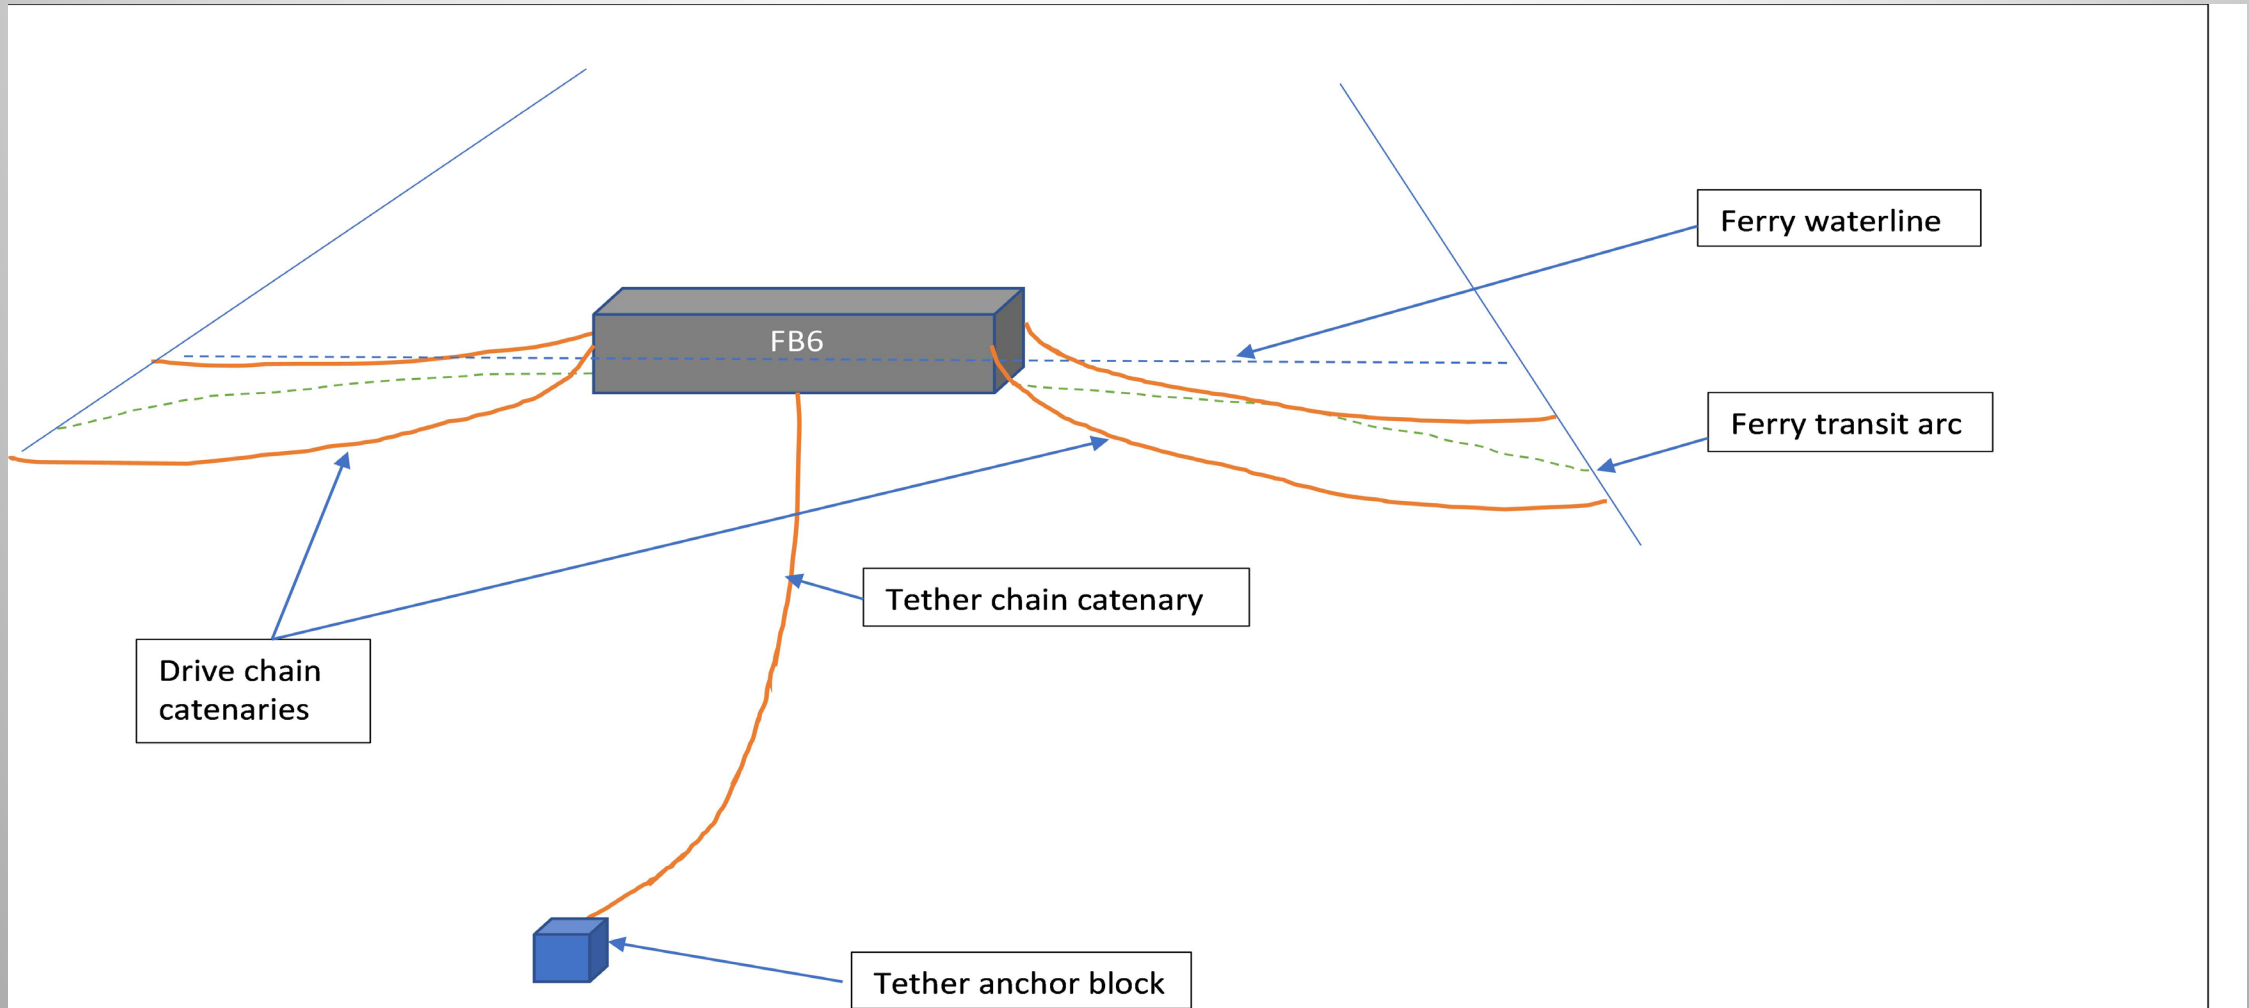 Ferry waterline
FB6
Ferry transit arc
Tether chain catenary
Drive chain
catenaries
Tether anchor block